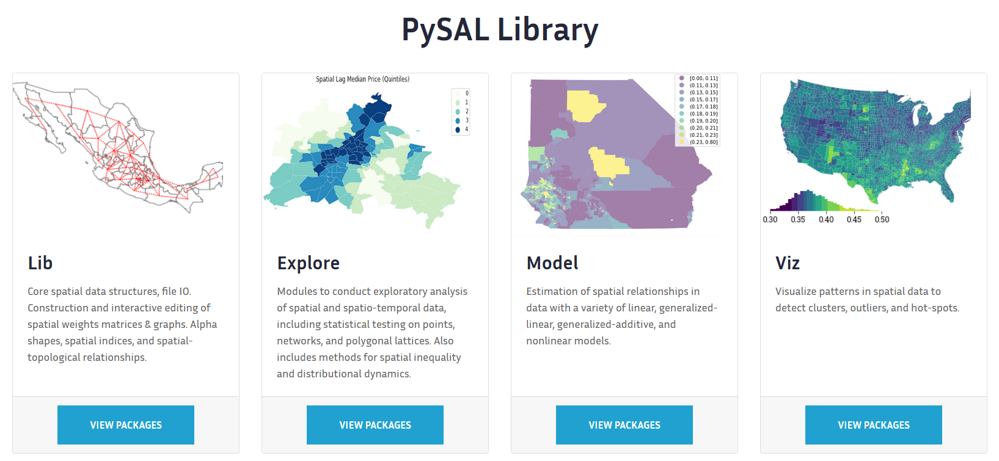 PySAL Library
Spatial Lag Median Price (Quintiles)
0
1
2
3
4
[0.00, 0.11]
(0.11, 0.13]
(0.13, 0.15]
(0.15, 0.17]
(0.17, 0.18]
(0.18, 0.19]
(0.19, 0.20]
(0.20, 0.21]
(0.21, 0.23]
(0.23, 0.80]
0.30 0.35 0.40 0.45 0.50
Lib
Core spatial data structures, file IO.
Construction and interactive editing of
spatial weights matrices & graphs. Alpha
shapes, spatial indices, and spatial-
topological relationships.
VIEW PACKAGES
Explore
Modules to conduct exploratory analysis
of spatial and spatio-temporal data,
including statistical testing on points,
networks, and polygonal lattices. Also
includes methods for spatial inequality
and distributional dynamics.
VIEW PACKAGES
Model
Estimation of spatial relationships in
data with a variety of linear, generalized-
linear, generalized-additive, and
nonlinear models.
VIEW PACKAGES
Viz
Visualize patterns in spatial data to
detect clusters, outliers, and hot-spots.
VIEW PACKAGES